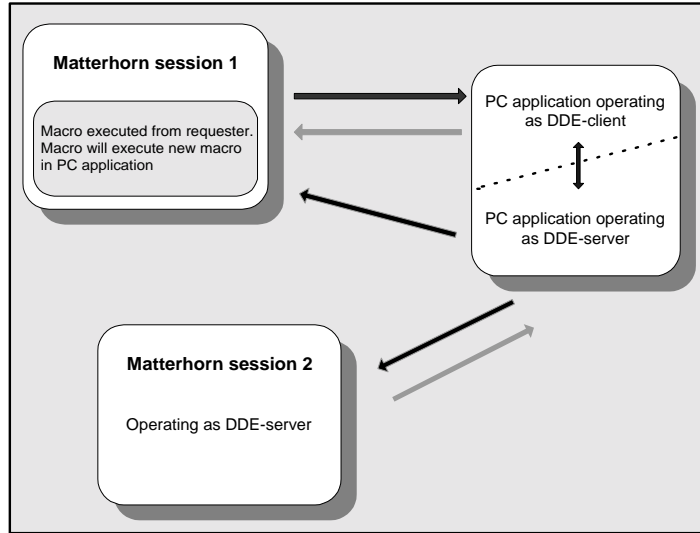 Matterhorn session 1
Macro executed from requester.
Macro will execute new macro
in PC application
PC application operating
as DDE-client
PC application operating
as DDE-server
Matterhorn session 2
Operating as DDE-server